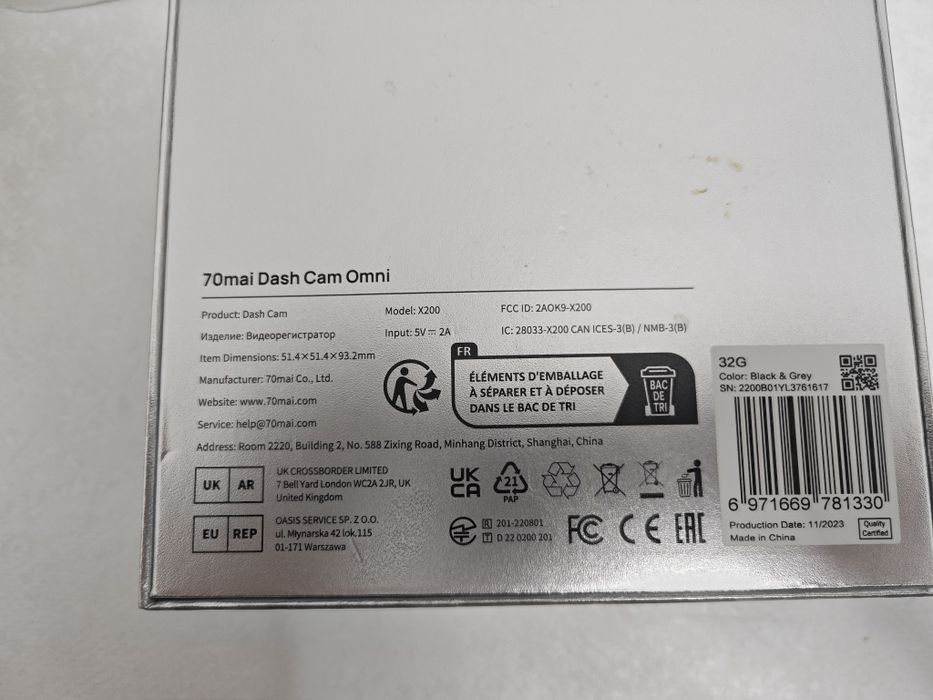 70mai Dash Cam Omni
Product: Dash Cam
Model: X200
FCC ID: 2AOK9-X200
Изделие: Видеорегистратор
Input: 5V ⎓ 2A
IC: 28033-X200 CAN ICES-3(B) / NMB-3(B)
Item Dimensions: 51.4×51.4×93.2mm
Manufacturer: 70mai Co., Ltd.
Website: www.70mai.com
Service: help@70mai.com
FR
ÉLÉMENTS D'EMBALLAGE
À SÉPARER ET À DÉPOSER
DANS LE BAC DE TRI
BAC
DE
TRI
Address: Room 2220, Building 2, No. 588 Zixing Road, Minhang District, Shanghai, China
UK AR
UK CROSSBORDER LIMITED
7 Bell Yard London WC2A 2JR, UK
United Kingdom
EU REP
OASIS SERVICE SP. Z O.O.
ul. Młynarska 42 lok.115
01-171 Warszawa
UK
CA
21
PAP
R 201-220801
T D 22 0200 201
FC
CE
EAC
32G
Color: Black & Grey
SN: 2200B01YL3761617
6 971669 781330
Production Date: 11/2023
Made in China
Quality
Certified